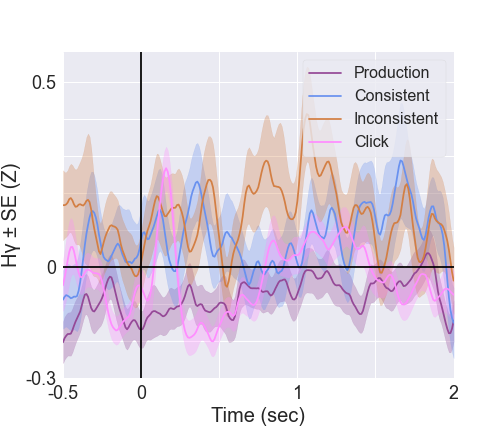 Production
Consistent
Inconsistent
Click
0.5
0
-0.3
Hγ ± SE (Z)
-0.5
0
1
2
Time (sec)